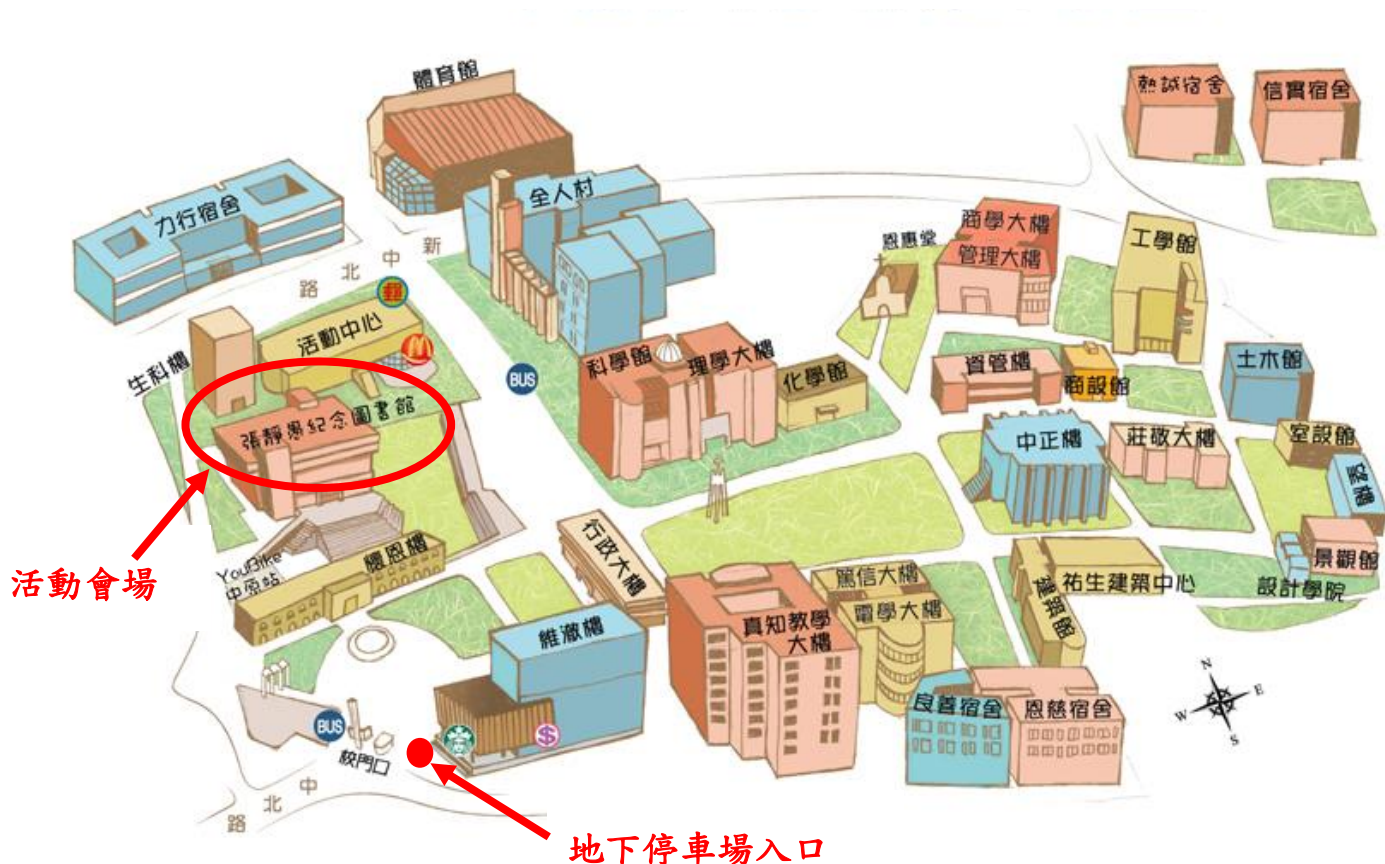 體育館
熱誠宿舍
信實宿舍
力行宿舍
全人村
商學大樓
管理大樓
工學館
恩惠堂
新中北路
郵
活動中心
生科樓
BUS
科學館
理學大樓
化學館
資管樓
商設館
土木館
張靜愚紀念圖書館
中正樓
莊敬大樓
室設館
設樓
活動會場
YouBike
中原站
懷恩樓
行政大樓
篤信大樓
電學大樓
真知教學
大樓
建築館
祐生建築中心
景觀館
設計學院
維澈樓
良善宿舍
恩慈宿舍
N
W
E
S
BUS
校門口
$
中北路
地下停車場入口